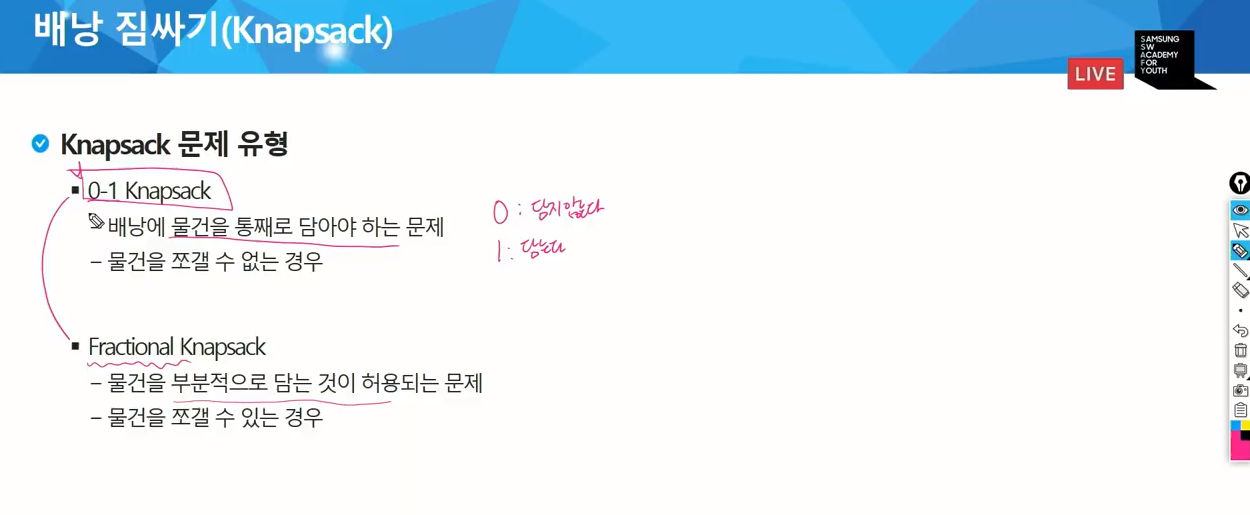 배낭 짐싸기(Knapsack)
SAMSUNG
SW
ACADEMY
FOR
YOUTH
LIVE
Knapsack 문제 유형
0-1 Knapsack
배낭에 물건을 통째로 담아야 하는 문제
– 물건을 쪼갤 수 없는 경우
0 : 담지않는다
1 : 담는다
Fractional Knapsack
– 물건을 부분적으로 담는 것이 허용되는 문제
– 물건을 쪼갤 수 있는 경우